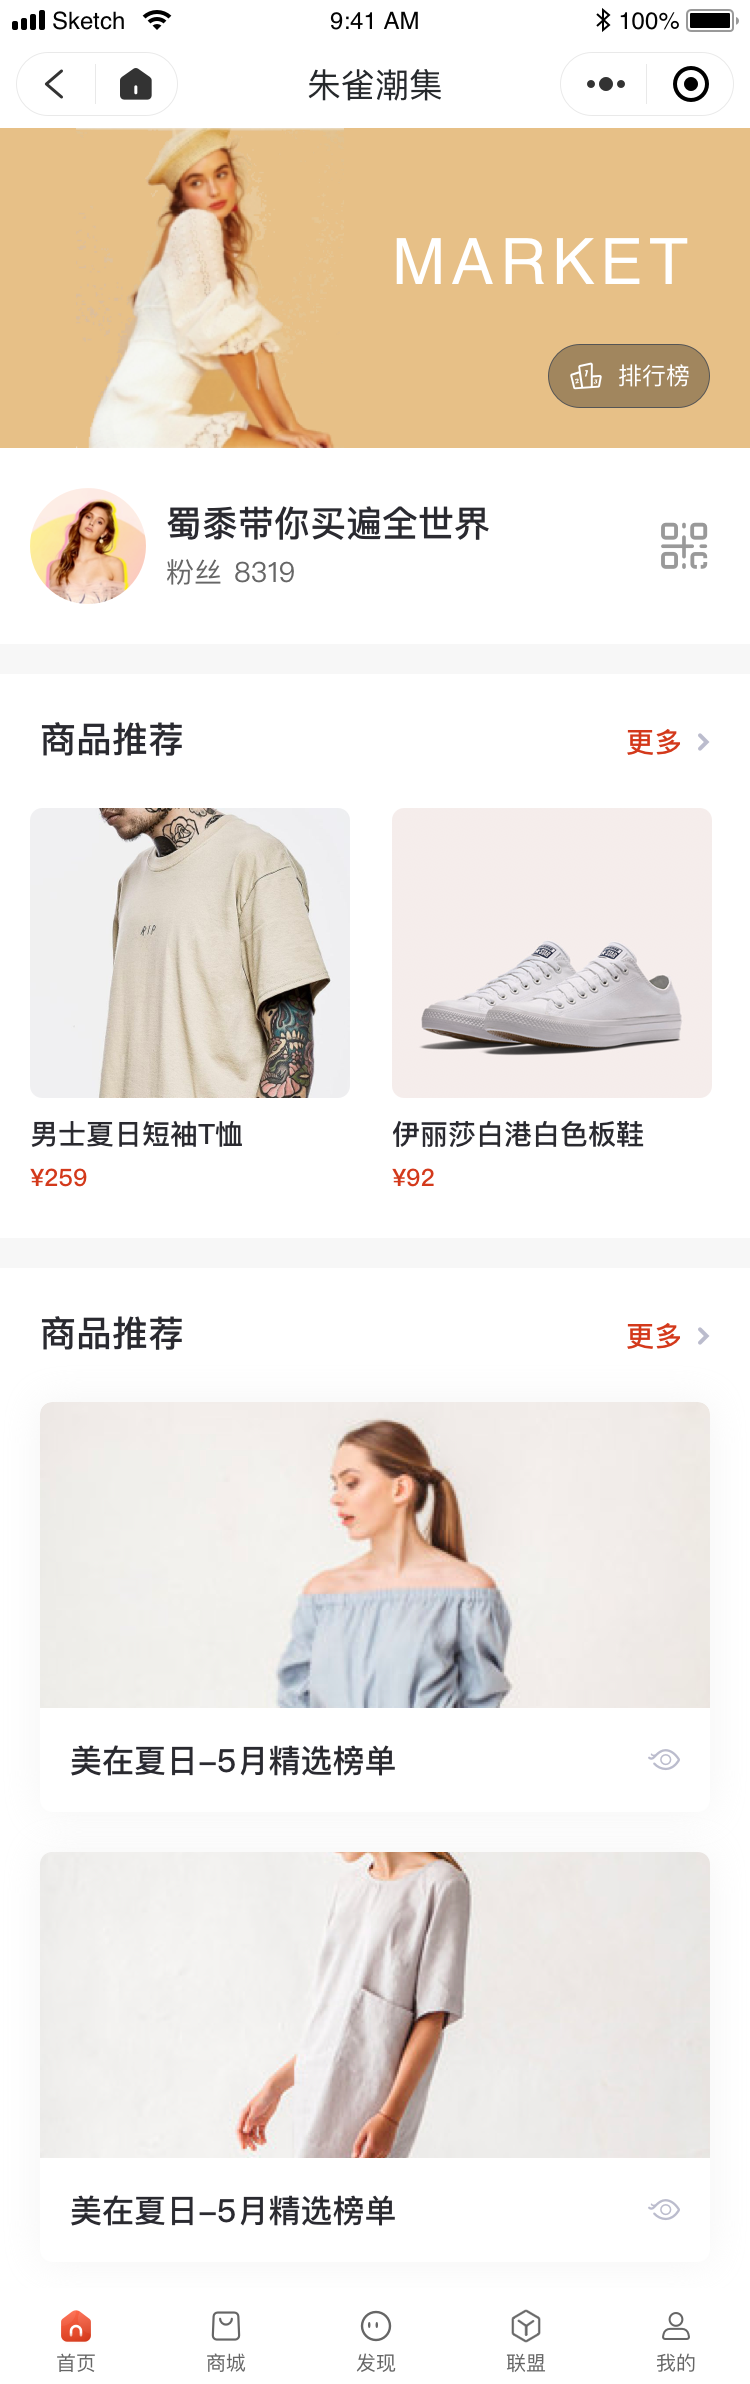 Sketch 9:41 AM 100%
朱雀潮集
MARKET
排行榜
蜀黍带你买遍全世界
粉丝 8319
商品推荐 更多
RIP
男士夏日短袖T恤 伊丽莎白港白色板鞋
¥259 ¥92
商品推荐 更多
美在夏日–5月精选榜单
美在夏日–5月精选榜单
首页 商城 发现 联盟 我的